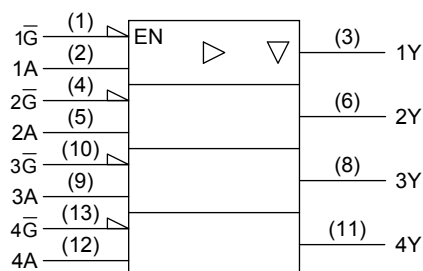 1G̅ (1) EN
1A (2)
(3) 1Y
2G̅ (4)
2A (5)
(6) 2Y
3G̅ (10)
3A (9)
(8) 3Y
4G̅ (13)
4A (12)
(11) 4Y